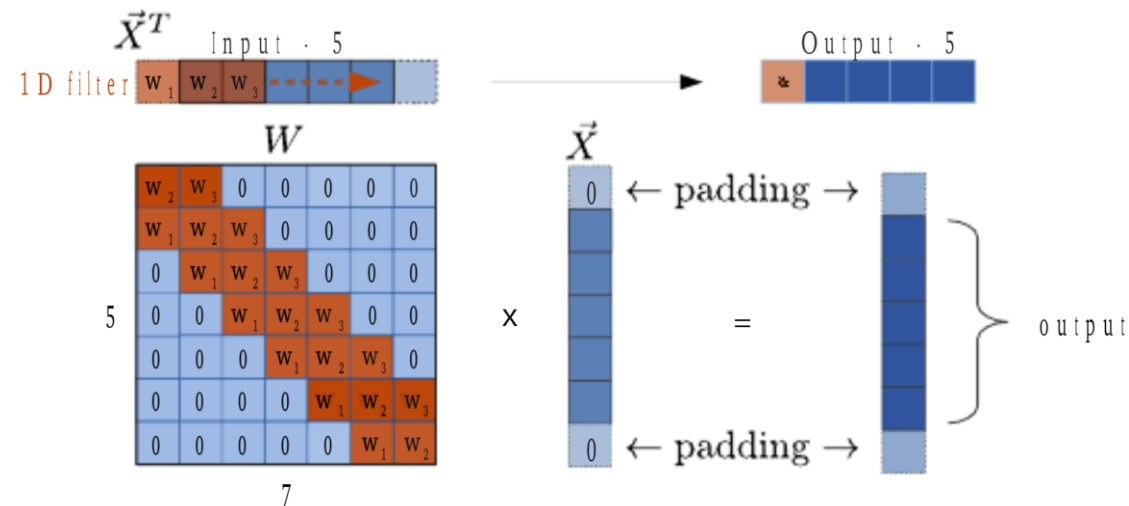 X⃗ᵀ Input · 5 Output · 5
1D filter w₁ w₂ w₃ &
W X⃗
w₂ w₃ 0 0 0 0 0 0 ← padding →
w₁ w₂ w₃ 0 0 0 0
0 w₁ w₂ w₃ 0 0 0
5 0 0 w₁ w₂ w₃ 0 0 x = output
0 0 0 w₁ w₂ w₃ 0
0 0 0 0 w₁ w₂ w₃
0 0 0 0 0 w₁ w₂ 0 ← padding →
7